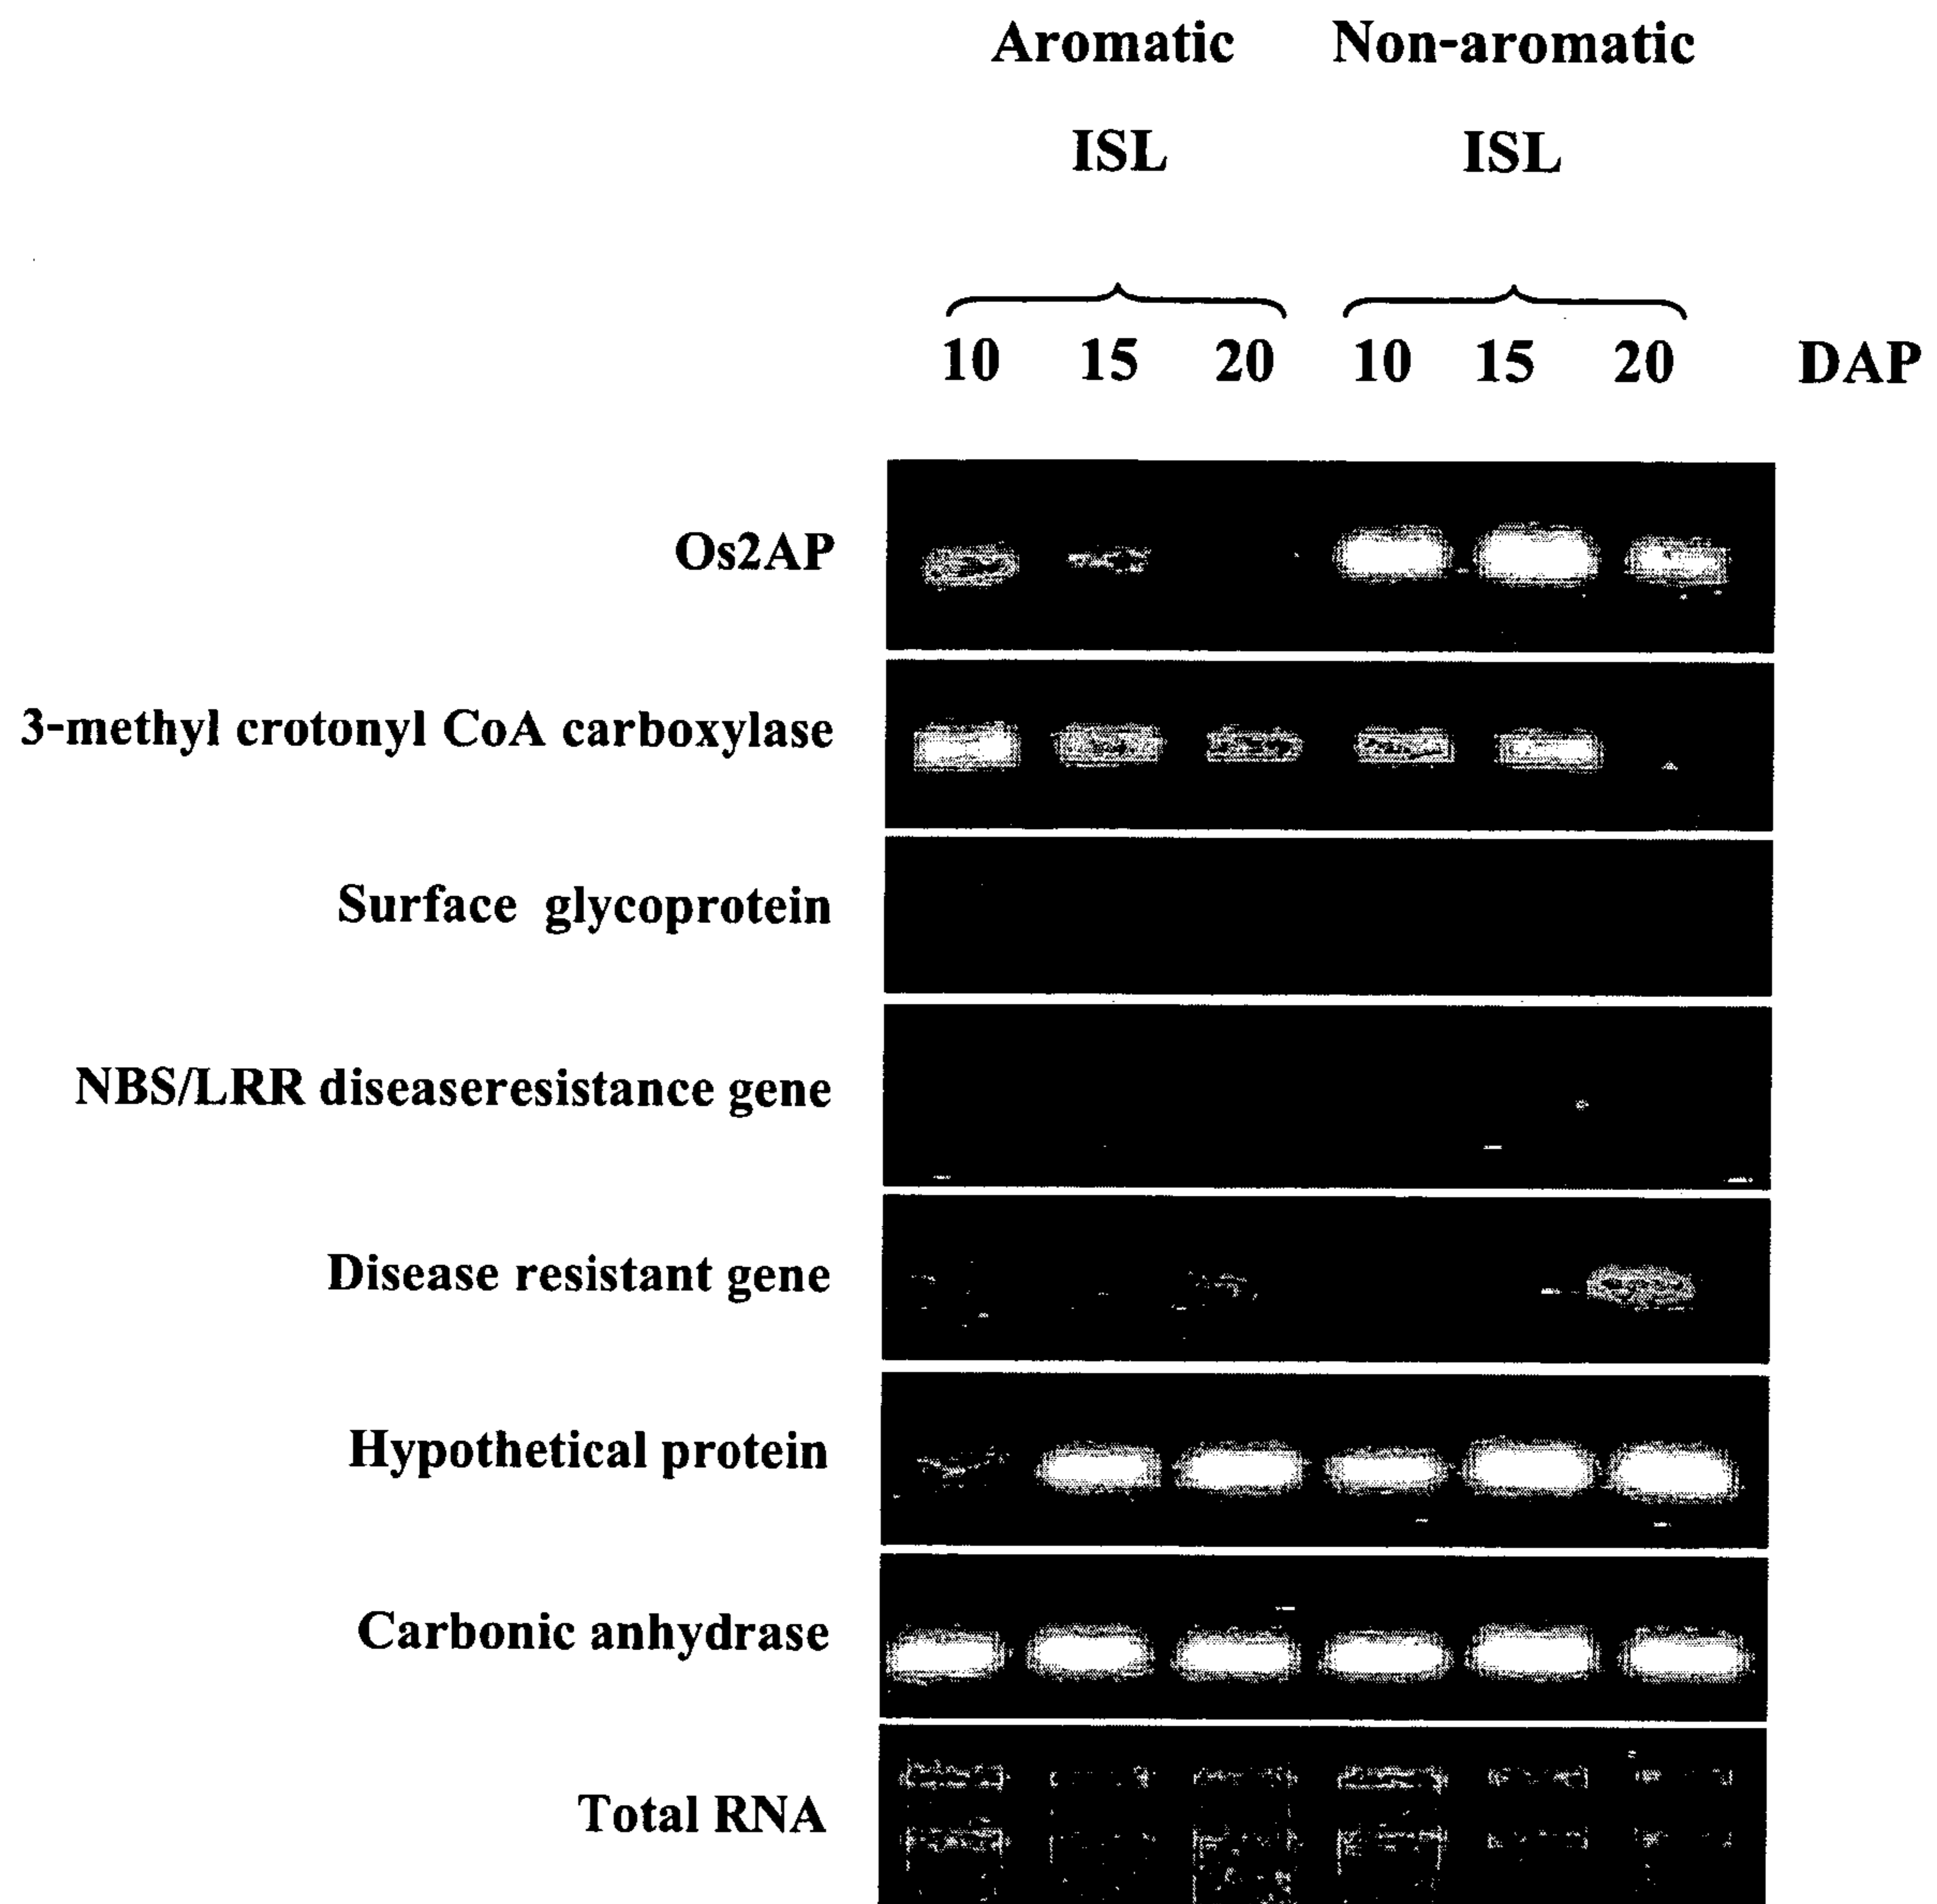 Aromatic Non-aromatic
ISL ISL
10 15 20 10 15 20 DAP
Os2AP
3-methyl crotonyl CoA carboxylase
Surface glycoprotein
NBS/LRR diseaseresistance gene
Disease resistant gene
Hypothetical protein
Carbonic anhydrase
Total RNA